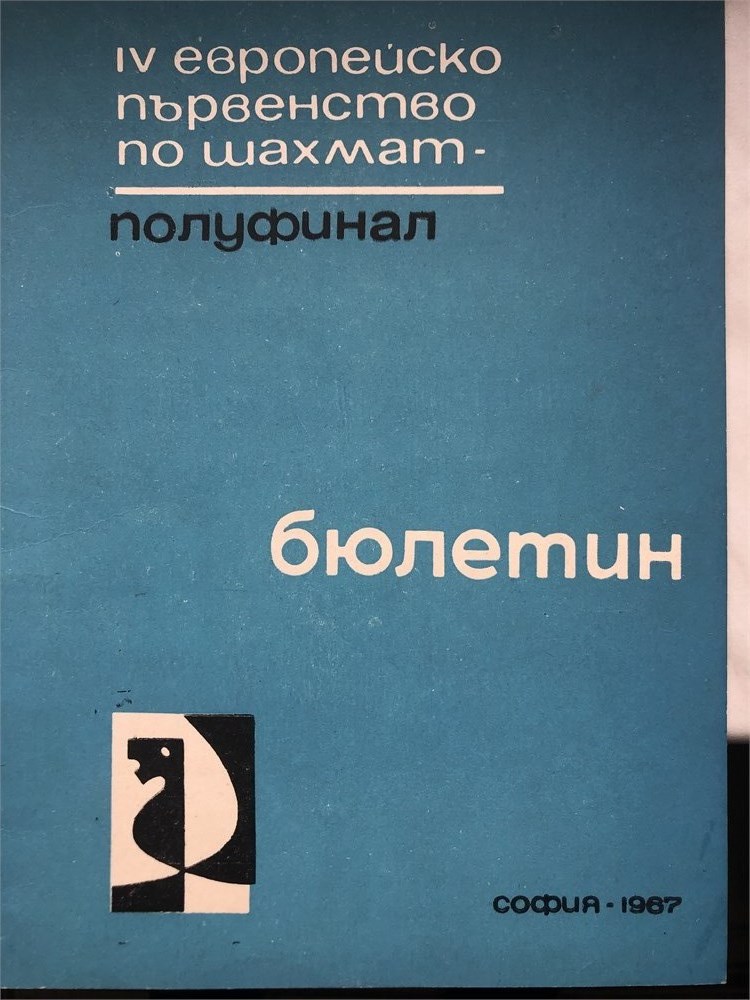 IV европейско
първенство
по шахмат-
полуфинал
бюлетин
СОФИЯ • 1967